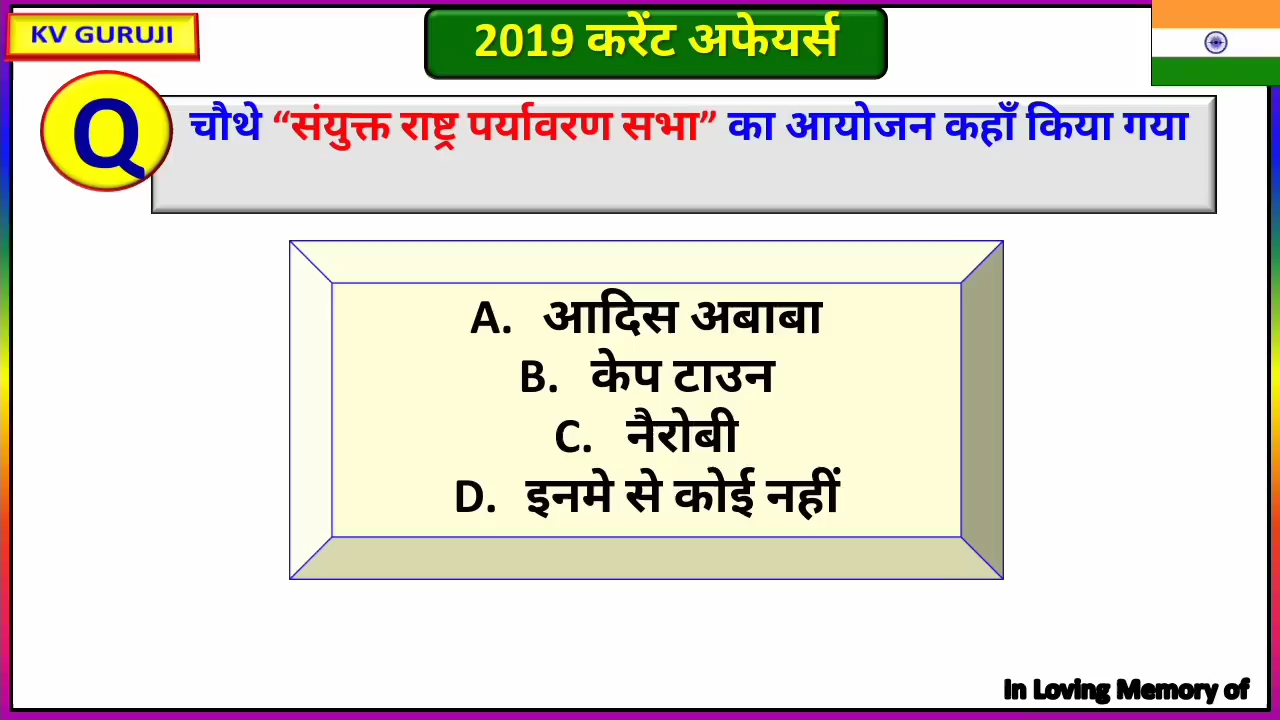 KV GURUJI
2019 करेंट अफेयर्स
Q
चौथे “संयुक्त राष्ट्र पर्यावरण सभा” का आयोजन कहाँ किया गया
A. आदिस अबाबा
B. केप टाउन
C. नैरोबी
D. इनमे से कोई नहीं
In Loving Memory of